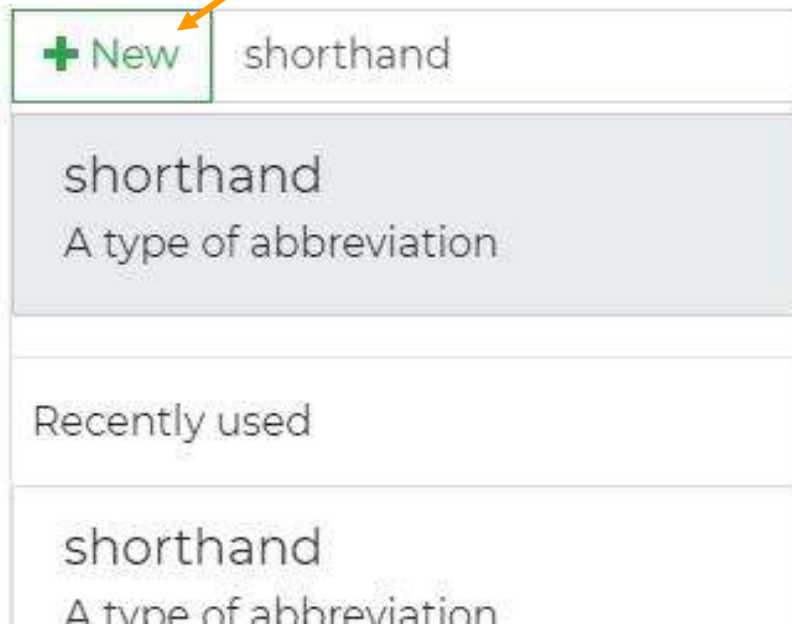 New shorthand
shorthand
A type of abbreviation
Recently used
shorthand
A type of abbreviation